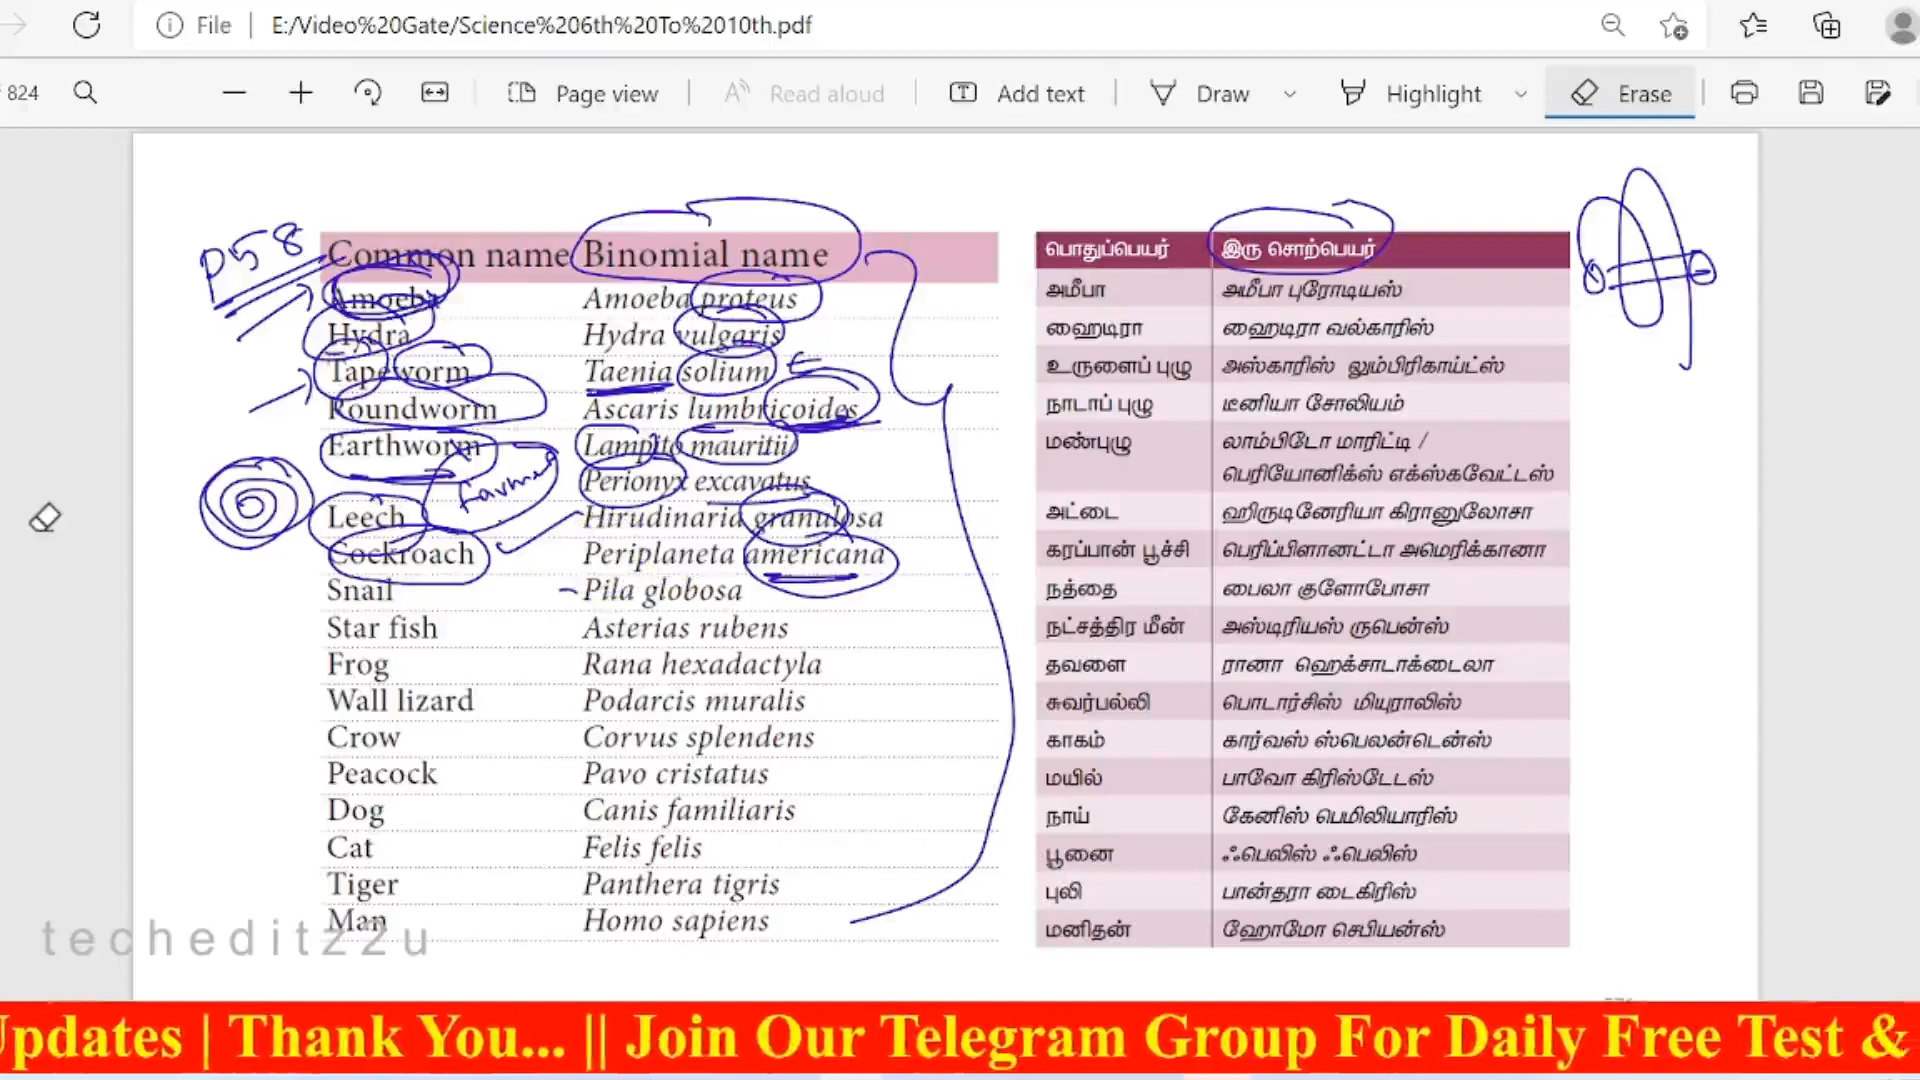 File E:/Video%20Gate/Science%206th%20To%2010th.pdf
824 Page view Read aloud Add text Draw Highlight Erase
P58
Common name Binomial name
Amoeba Amoeba proteus
Hydra Hydra vulgaris
Tapeworm Taenia solium
Roundworm Ascaris lumbricoides
Earthworm Lampito mauritii
Perionyx excavatus
Leech Hirudinaria granulosa
Cockroach Periplaneta americana
Snail Pila globosa
Star fish Asterias rubens
Frog Rana hexadactyla
Wall lizard Podarcis muralis
Crow Corvus splendens
Peacock Pavo cristatus
Dog Canis familiaris
Cat Felis felis
Tiger Panthera tigris
Man Homo sapiens
பொதுப்பெயர் இரு சொற்பெயர்
அமீபா அமீபா புரோடியஸ்
ஹைடிரா ஹைடிரா வல்காரிஸ்
உருளைப் புழு அஸ்காரிஸ் லும்பிரிகாய்ட்ஸ்
நாடாப் புழு டீனியா சோலியம்
மண்புழு லாம்பிடோ மாரிட்டி /
பெரியோனிக்ஸ் எக்ஸ்கவேட்டஸ்
அட்டை ஹிருடினேரியா கிரானுலோசா
கரப்பான் பூச்சி பெரிப்பிளானட்டா அமெரிக்கானா
நத்தை பைலா குளோபோசா
நட்சத்திர மீன் அஸ்டிரியஸ் ருபென்ஸ்
தவளை ரானா ஹெக்சாடாக்டைலா
சுவர்பல்லி பொடார்சிஸ் மியுராலிஸ்
காகம் கார்வஸ் ஸ்பெலன்டென்ஸ்
மயில் பாவோ கிரிஸ்டேடஸ்
நாய் கேனிஸ் பெமிலியாரிஸ்
பூனை ஃபெலிஸ் ஃபெலிஸ்
புலி பான்தரா டைகிரிஸ்
மனிதன் ஹோமோ செபியன்ஸ்
techeditz2u
Updates | Thank You... || Join Our Telegram Group For Daily Free Test &